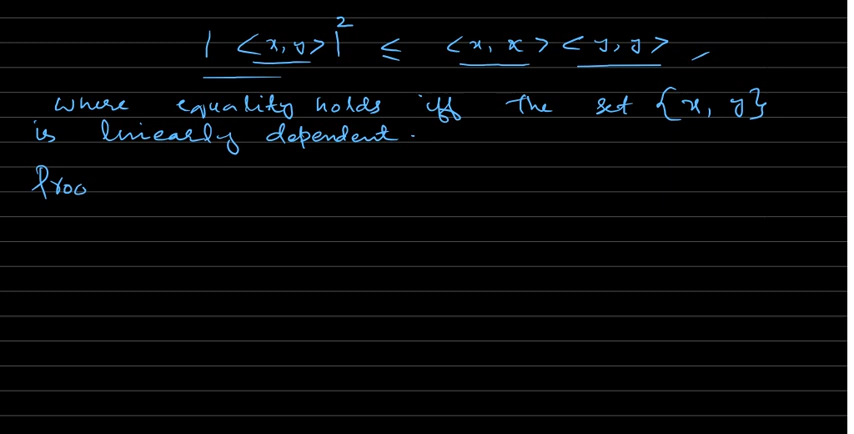 | <x, y> |² ≤ <x, x> <y, y>,
where equality holds iff the set {x, y}
is linearly dependent.
Proo